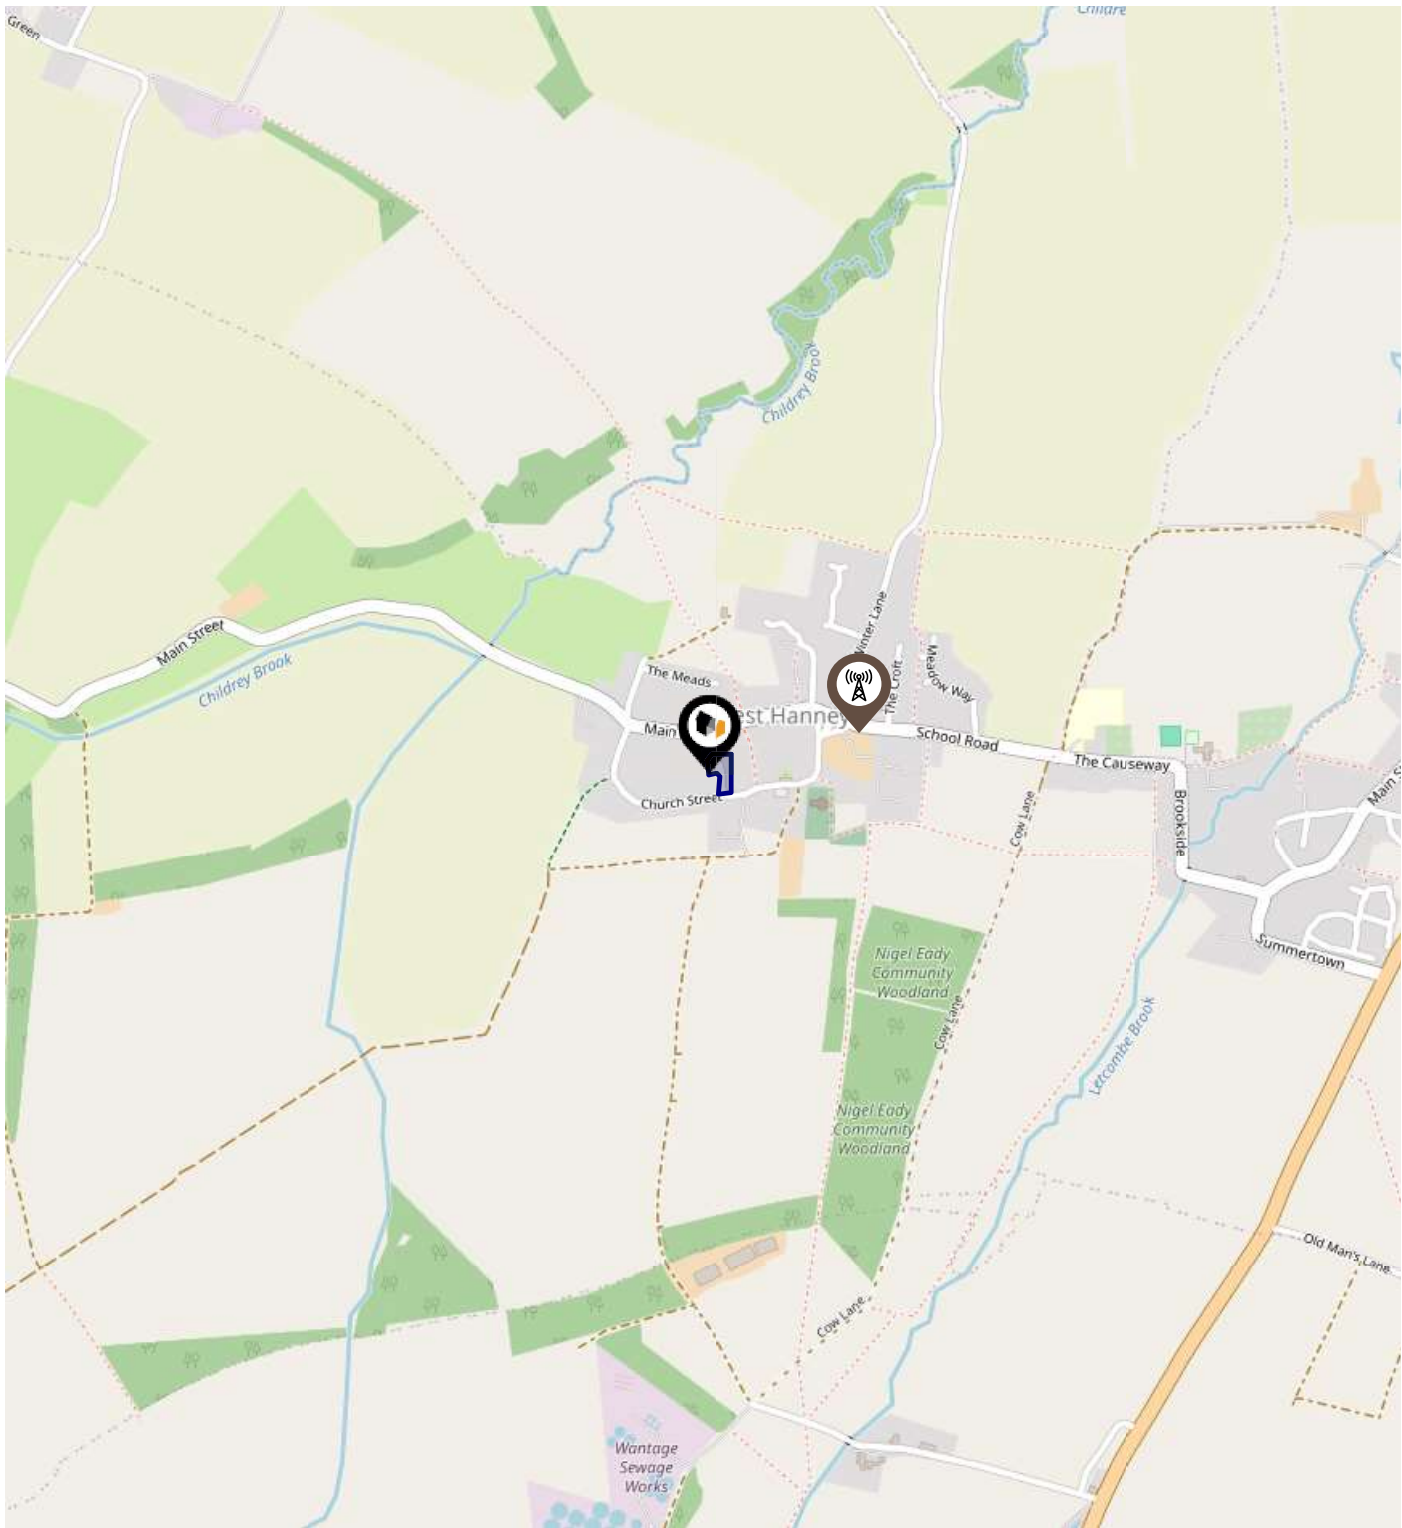 Childre
Green
Childrey Brook
Winter Lane
Main Street
Childrey Brook
The Meads
The Croft
Meadow Way
est Hanney
Main
School Road
The Causeway
Church Street
Brookside
Main S
Cow Lane
Summertown
Nigel Eady
Community
Woodland
Cow Lane
Letcombe Brook
Nigel Eady
Community
Woodland
Old Man's Lane
Cow Lane
Wantage
Sewage
Works